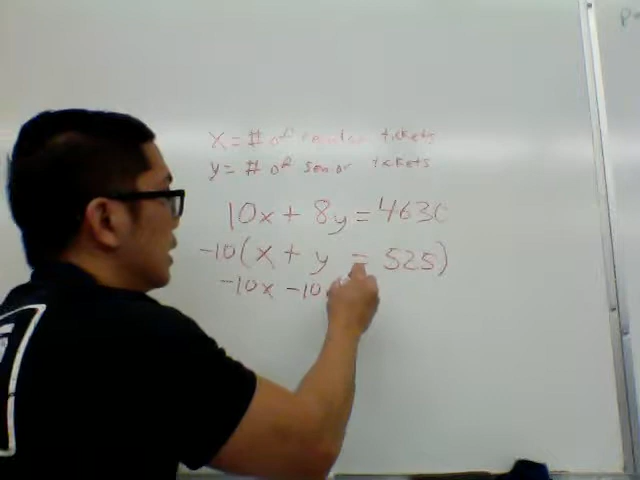 x = # of regular tickets
y = # of senior tickets
10x + 8y = 4630
-10(x + y = 525)
-10x -10